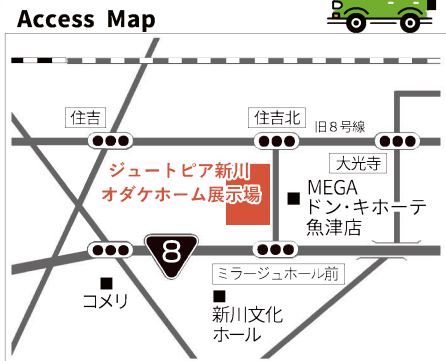 Access Map
住吉
住吉北
旧8号線
大光寺
ジュートピア新川
オダケホーム展示場
MEGA
ドン・キホーテ
魚津店
8
ミラージュホール前
コメリ
新川文化
ホール